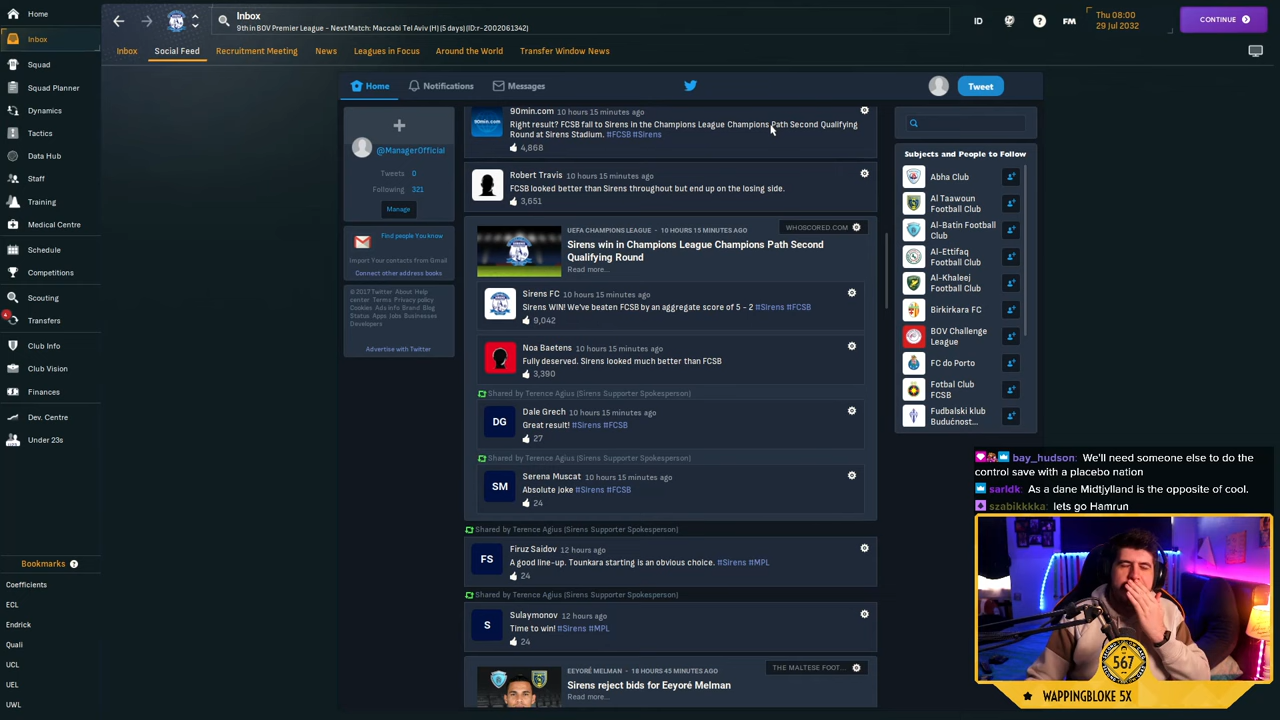 Home
Inbox
Squad
Squad Planner
Dynamics
Tactics
Data Hub
Staff
Training
Medical Centre
Schedule
Competitions
Scouting
4
Transfers
Club Info
Club Vision
Finances
Dev. Centre
Under 23s
Bookmarks ?
Coefficients
ECL
Endrick
Quali
UCL
UEL
UWL
Inbox
9th in BOV Premier League - Next Match: Maccabi Tel Aviv (H) (5 days) (ID:r-2002061342)
ID
?
FM
Thu 08:00
29 Jul 2032
CONTINUE
Inbox
Social Feed
Recruitment Meeting
News
Leagues in Focus
Around the World
Transfer Window News
Home
Notifications
Messages
Tweet
@ManagerOfficial
Tweets 0
Following 321
Manage
Find people You know
Import Your contacts from Gmail
Connect other address books
© 2017 Twitter About Help
center Terms Privacy policy
Cookies Ads info Brand Blog
Status Apps Jobs Businesses
Developers
Advertise with Twitter
90min.com
90min.com 10 hours 15 minutes ago
Right result? FCSB fall to Sirens in the Champions League Champions Path Second Qualifying
Round at Sirens Stadium. #FCSB #Sirens
4,868
Robert Travis 10 hours 15 minutes ago
FCSB looked better than Sirens throughout but end up on the losing side.
3,651
UEFA CHAMPIONS LEAGUE • 10 HOURS 15 MINUTES AGO
WHOSCORED.COM
Sirens win in Champions League Champions Path Second
Qualifying Round
Read more...
Sirens FC 10 hours 15 minutes ago
Sirens WIN! We've beaten FCSB by an aggregate score of 5 - 2 #Sirens #FCSB
9,042
Noa Baetens 10 hours 15 minutes ago
Fully deserved. Sirens looked much better than FCSB
3,390
Shared by Terence Agius (Sirens Supporter Spokesperson)
DG
Dale Grech 10 hours 15 minutes ago
Great result! #Sirens #FCSB
27
Shared by Terence Agius (Sirens Supporter Spokesperson)
SM
Serena Muscat 10 hours 15 minutes ago
Absolute joke #Sirens #FCSB
24
Shared by Terence Agius (Sirens Supporter Spokesperson)
FS
Firuz Saidov 12 hours ago
A good line-up. Tounkara starting is an obvious choice. #Sirens #MPL
24
Shared by Terence Agius (Sirens Supporter Spokesperson)
S
Sulaymonov 12 hours ago
Time to win! #Sirens #MPL
24
EEYORÉ MELMAN • 18 HOURS 45 MINUTES AGO
THE MALTESE FOOT...
Sirens reject bids for Eeyoré Melman
Read more...
Subjects and People to Follow
Abha Club
Al Taawoun
Football Club
Al-Batin Football
Club
Al-Ettifaq
Football Club
Al-Khaleej
Football Club
Birkirkara FC
BOV Challenge
League
FC do Porto
Fotbal Club
FCSB
Fudbalski klub
Budućnost...
bay_hudson: We'll need someone else to do the
control save with a placebo nation
sarldk: As a dane Midtjylland is the opposite of cool.
szabikkkka: lets go Hamrun
567
WAPPINGBLOKE 5X